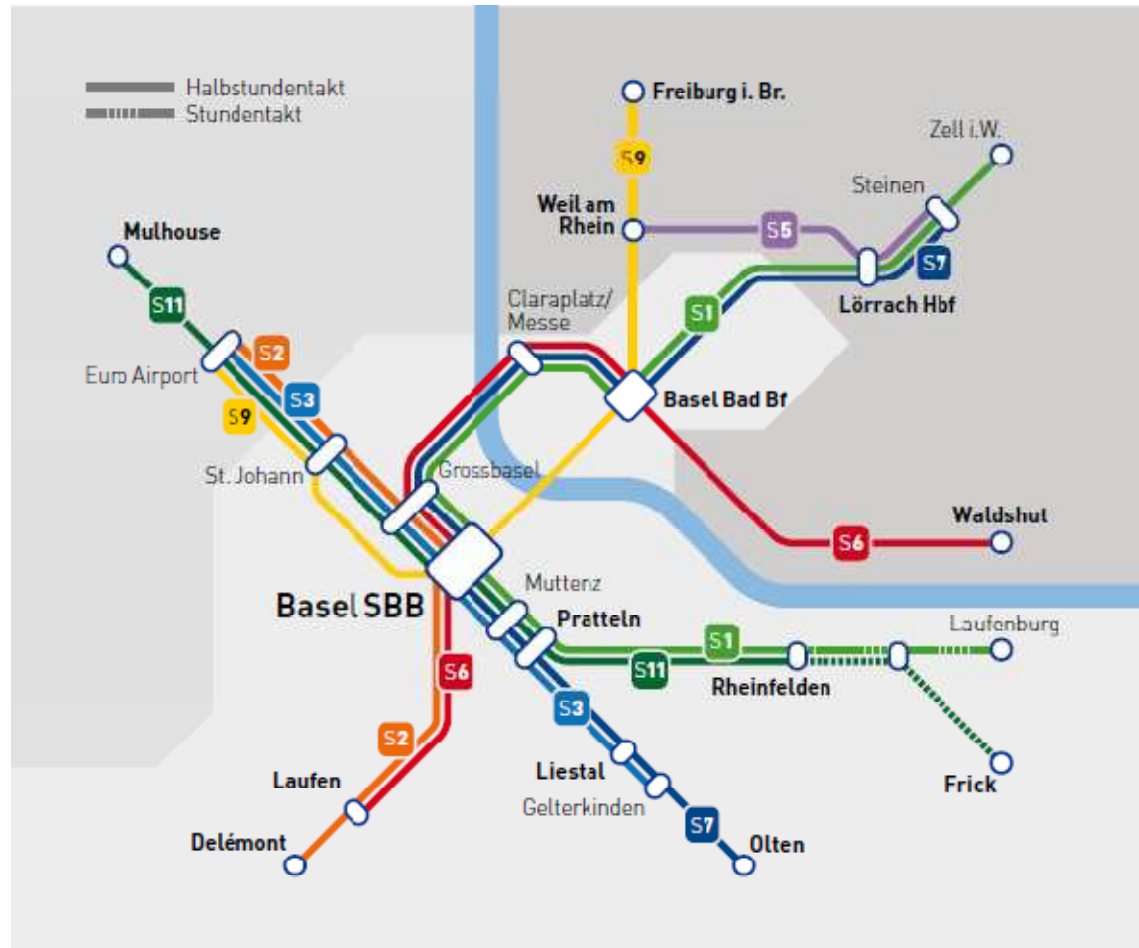 Halbstundentakt
Stundentakt
Freiburg i. Br.
Zell i.W.
S9
Steinen
Weil am
Rhein
S5
Mulhouse
S7
S11
Claraplatz/
Messe
S1
Lörrach Hbf
S2
Euro Airport
S3
Basel Bad Bf
S9
St. Johann
Grossbasel
Waldshut
S6
Basel SBB
Muttenz
Pratteln
Laufenburg
S1
S6
S11
Rheinfelden
S3
S2
Laufen
Liestal
Frick
Gelterkinden
S7
Delémont
Olten